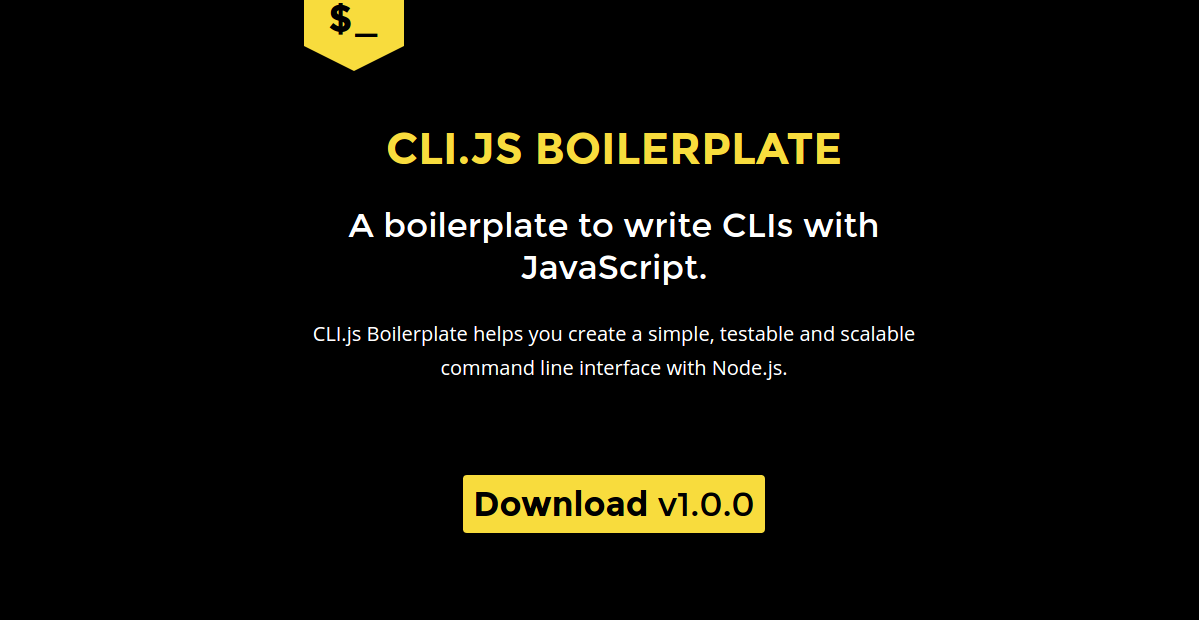 $_
CLI.JS BOILERPLATE
A boilerplate to write CLIs with
JavaScript.
CLI.js Boilerplate helps you create a simple, testable and scalable
command line interface with Node.js.
Download v1.0.0